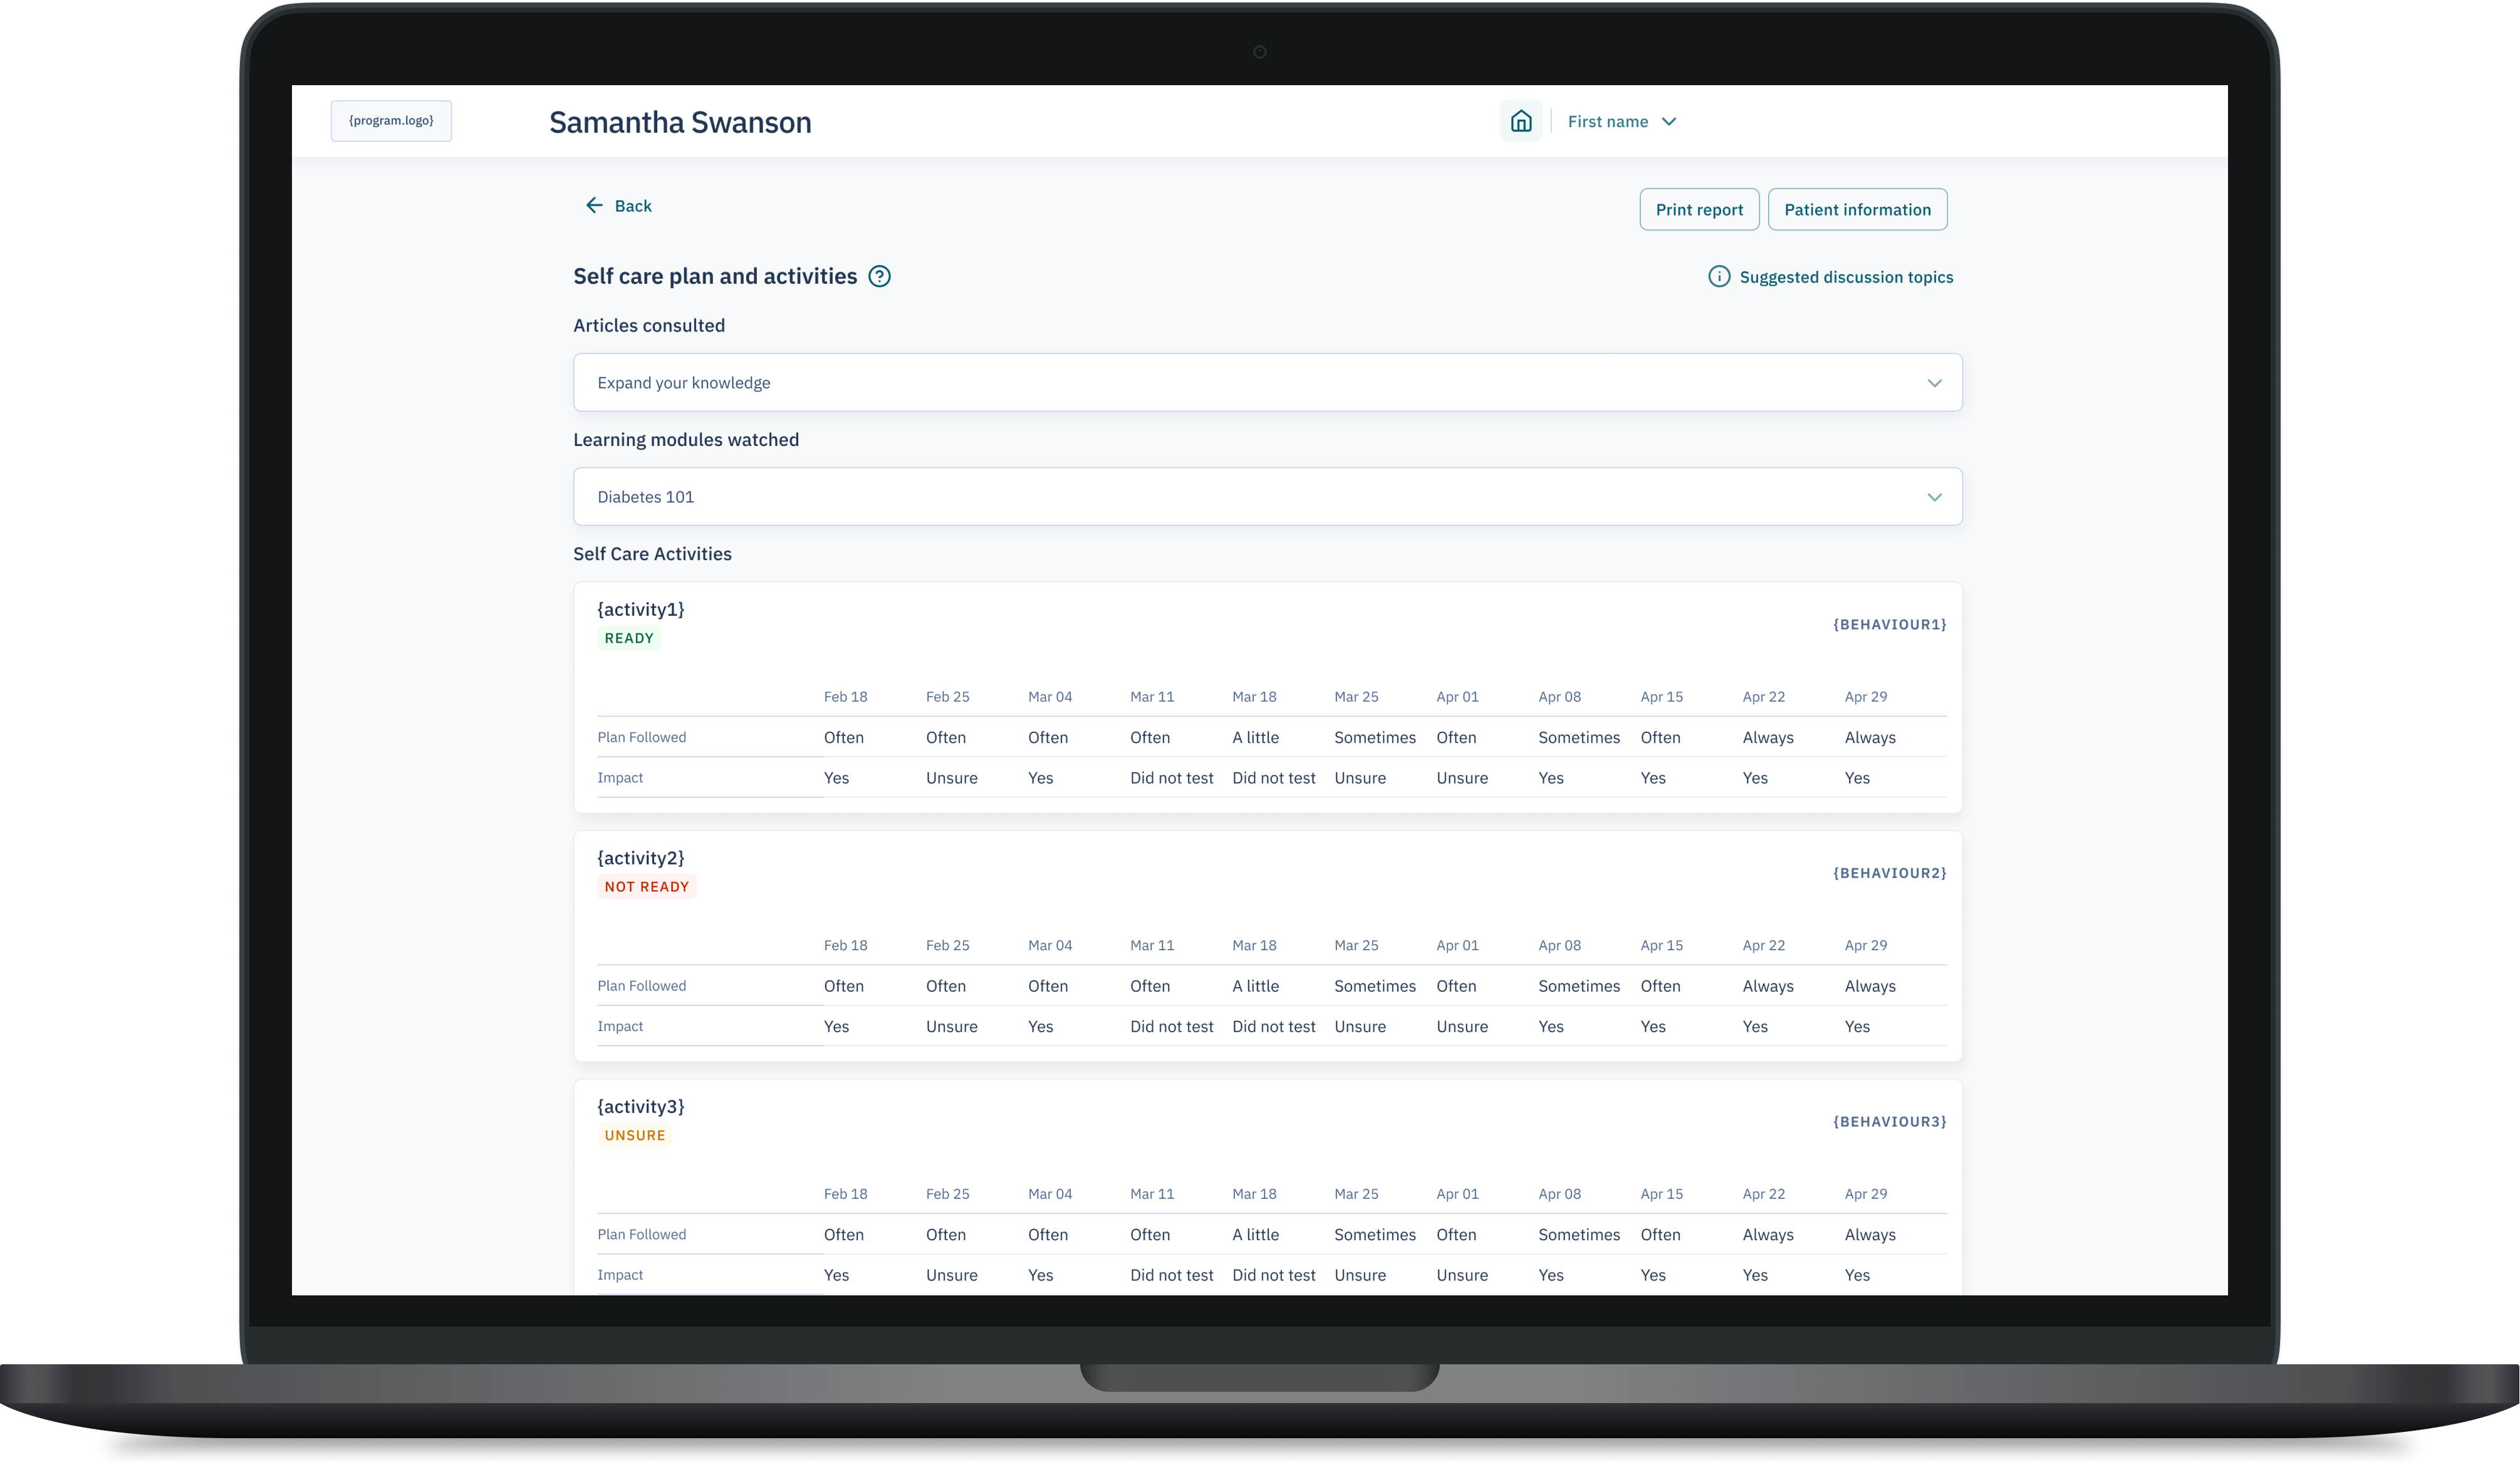 {program.logo}
Samantha Swanson
First name
Back
Print report
Patient information
Self care plan and activities
Suggested discussion topics
Articles consulted
Expand your knowledge
Learning modules watched
Diabetes 101
Self Care Activities
{activity1}
READY
{BEHAVIOUR1}
Feb 18 Feb 25 Mar 04 Mar 11 Mar 18 Mar 25 Apr 01 Apr 08 Apr 15 Apr 22 Apr 29
Plan Followed Often Often Often Often A little Sometimes Often Sometimes Often Always Always
Impact Yes Unsure Yes Did not test Did not test Unsure Unsure Yes Yes Yes Yes
{activity2}
NOT READY
{BEHAVIOUR2}
Feb 18 Feb 25 Mar 04 Mar 11 Mar 18 Mar 25 Apr 01 Apr 08 Apr 15 Apr 22 Apr 29
Plan Followed Often Often Often Often A little Sometimes Often Sometimes Often Always Always
Impact Yes Unsure Yes Did not test Did not test Unsure Unsure Yes Yes Yes Yes
{activity3}
UNSURE
{BEHAVIOUR3}
Feb 18 Feb 25 Mar 04 Mar 11 Mar 18 Mar 25 Apr 01 Apr 08 Apr 15 Apr 22 Apr 29
Plan Followed Often Often Often Often A little Sometimes Often Sometimes Often Always Always
Impact Yes Unsure Yes Did not test Did not test Unsure Unsure Yes Yes Yes Yes